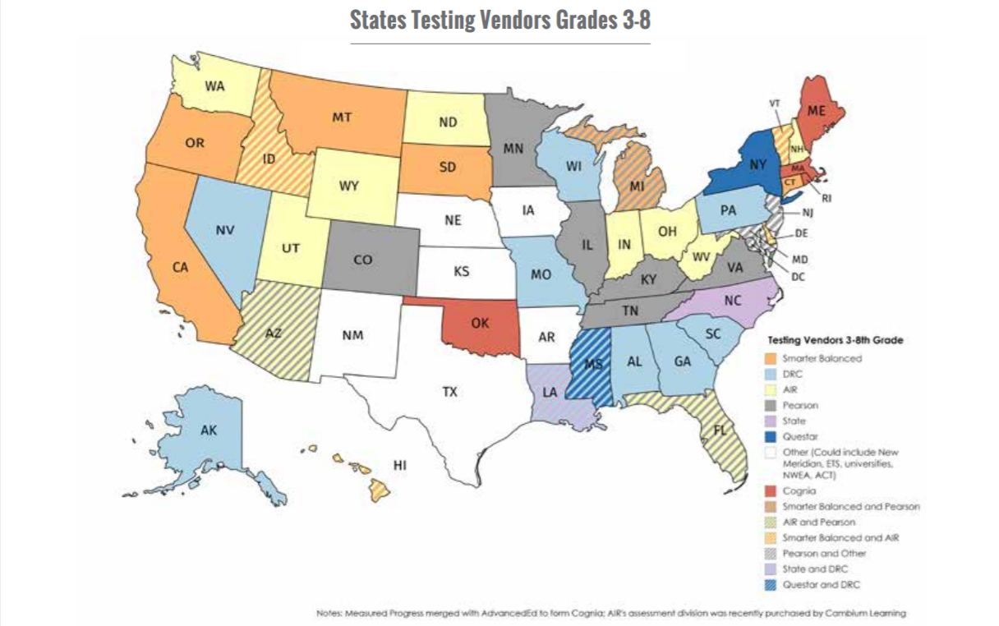 States Testing Vendors Grades 3-8
WA
MT
ND
MN
VT
ME
OR
ID
SD
WI
MI
NY
NH
MA
CT
RI
WY
NE
IA
PA
NJ
NV
UT
CO
IL
IN
OH
WV
DE
MD
DC
CA
KS
MO
KY
VA
AZ
NM
OK
AR
TN
NC
SC
TX
LA
MS
AL
GA
FL
AK
HI
Testing Vendors 3-8th Grade
Smarter Balanced
DRC
AIR
Pearson
State
Questar
Other (Could include New
Meridian, ETS, universities,
NWEA, ACT)
Cognia
Smarter Balanced and Pearson
AIR and Pearson
Smarter Balanced and AIR
Pearson and Other
State and DRC
Questar and DRC
Notes: Measured Progress merged with AdvancedEd to form Cognia; AIR's assessment division was recently purchased by Cambium Learning